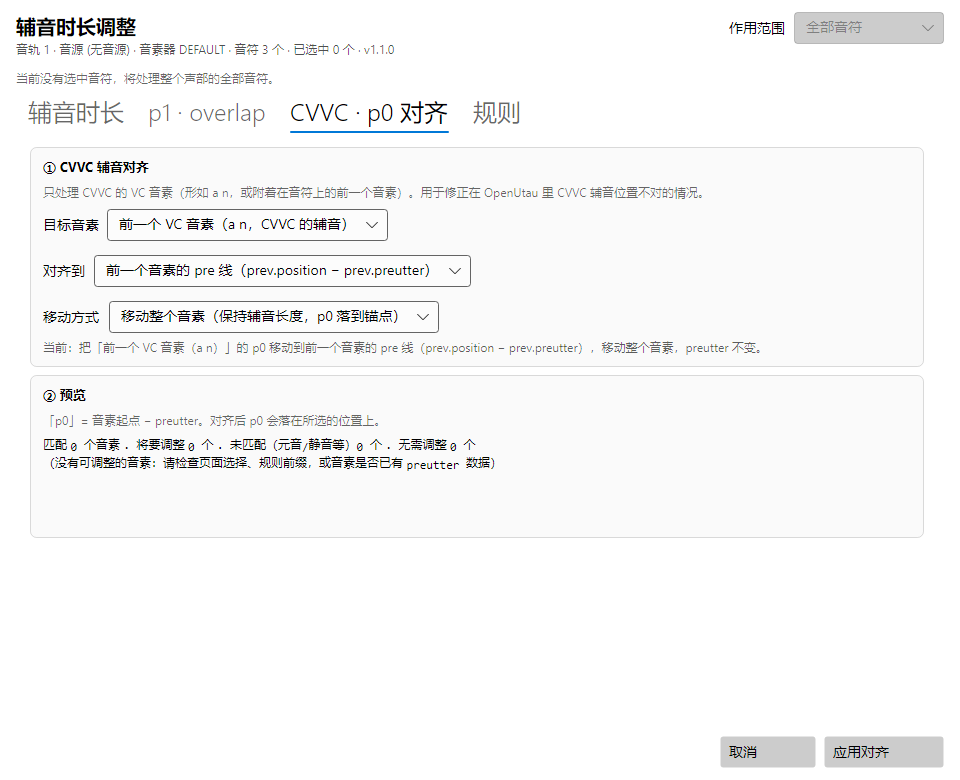 辅音时长调整
音轨 1 · 音源 (无音源) · 音素器 DEFAULT · 音符 3 个 · 已选中 0 个 · v1.1.0
作用范围 全部音符
当前没有选中音符，将处理整个声部的全部音符。
辅音时长 p1 · overlap CVVC · p0 对齐 规则
① CVVC 辅音对齐
只处理 CVVC 的 VC 音素（形如 a n，或附着在音符上的前一个音素）。用于修正在 OpenUtau 里 CVVC 辅音位置不对的情况。
目标音素 前一个 VC 音素（a n，CVVC 的辅音）
对齐到 前一个音素的 pre 线（prev.position − prev.preutter）
移动方式 移动整个音素（保持辅音长度，p0 落到锚点）
当前：把「前一个 VC 音素（a n）」的 p0 移动到前一个音素的 pre 线（prev.position − prev.preutter），移动整个音素，preutter 不变。
② 预览
「p0」= 音素起点 − preutter。对齐后 p0 会落在所选的位置上。
匹配 0 个音素 · 将要调整 0 个 · 未匹配（元音/静音等）0 个 · 无需调整 0 个
（没有可调整的音素：请检查页面选择、规则前缀，或音素是否已有 preutter 数据）
取消 应用对齐